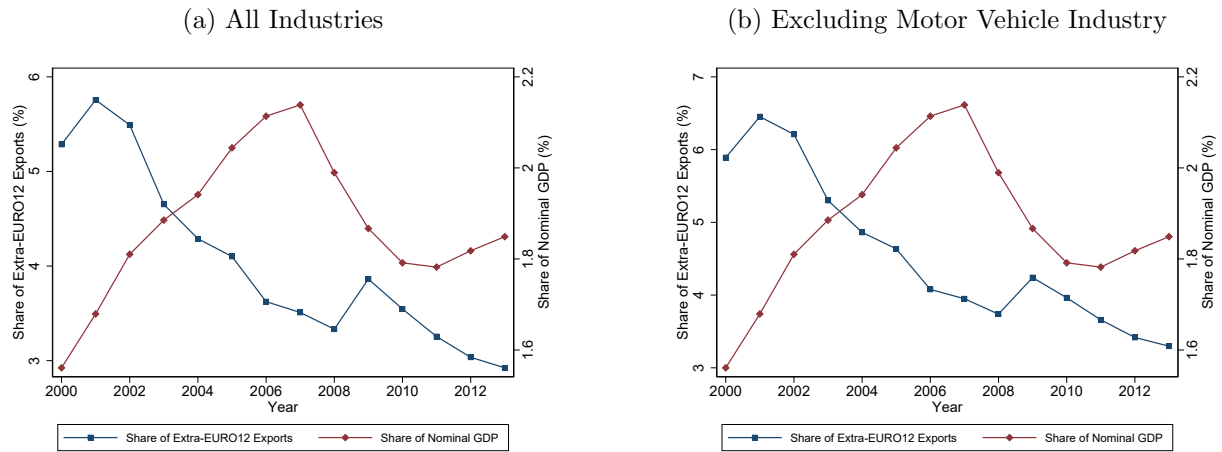 (a) All Industries
Share of Extra-EURO12 Exports (%)
6
5
4
3
Share of Nominal GDP (%)
2.2
2
1.8
1.6
2000 2002 2004 2006 2008 2010 2012
Year
Share of Extra-EURO12 Exports Share of Nominal GDP
(b) Excluding Motor Vehicle Industry
Share of Extra-EURO12 Exports (%)
7
6
5
4
3
Share of Nominal GDP (%)
2.2
2
1.8
1.6
2000 2002 2004 2006 2008 2010 2012
Year
Share of Extra-EURO12 Exports Share of Nominal GDP